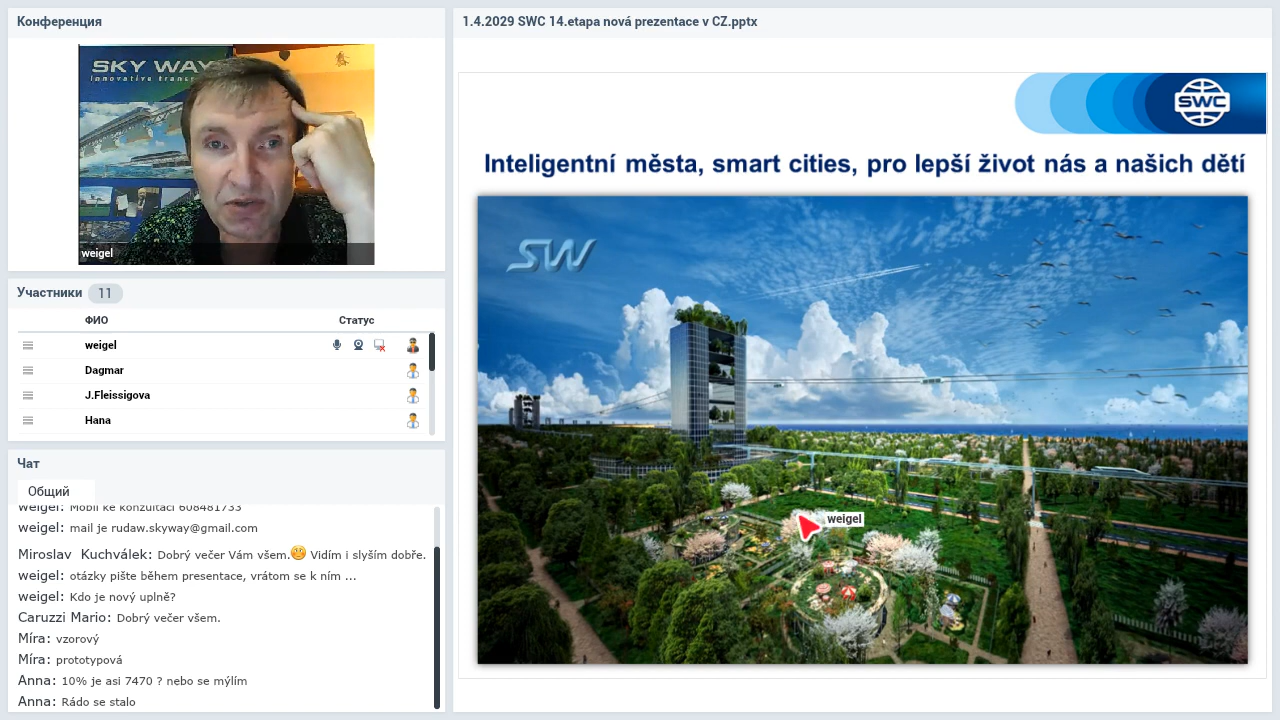 Конференция
SKY WAY
weigel
Участники 11
ФИО Статус
weigel
Dagmar
J.Fleissigova
Hana
Чат
Общий
weigel: Mobil ke konzultaci 608481733
weigel: mail je rudaw.skyway@gmail.com
Miroslav Kuchválek: Dobrý večer Vám všem. Vidím i slyším dobře.
weigel: otázky pište během presentace, vrátom se k ním ...
weigel: Kdo je nový uplně?
Caruzzi Mario: Dobrý večer všem.
Míra: vzorový
Míra: prototypová
Anna: 10% je asi 7470 ? nebo se mýlím
Anna: Rádo se stalo
1.4.2029 SWC 14.etapa nová prezentace v CZ.pptx
SWC
Inteligentní města, smart cities, pro lepší život nás a našich dětí
SW
weigel